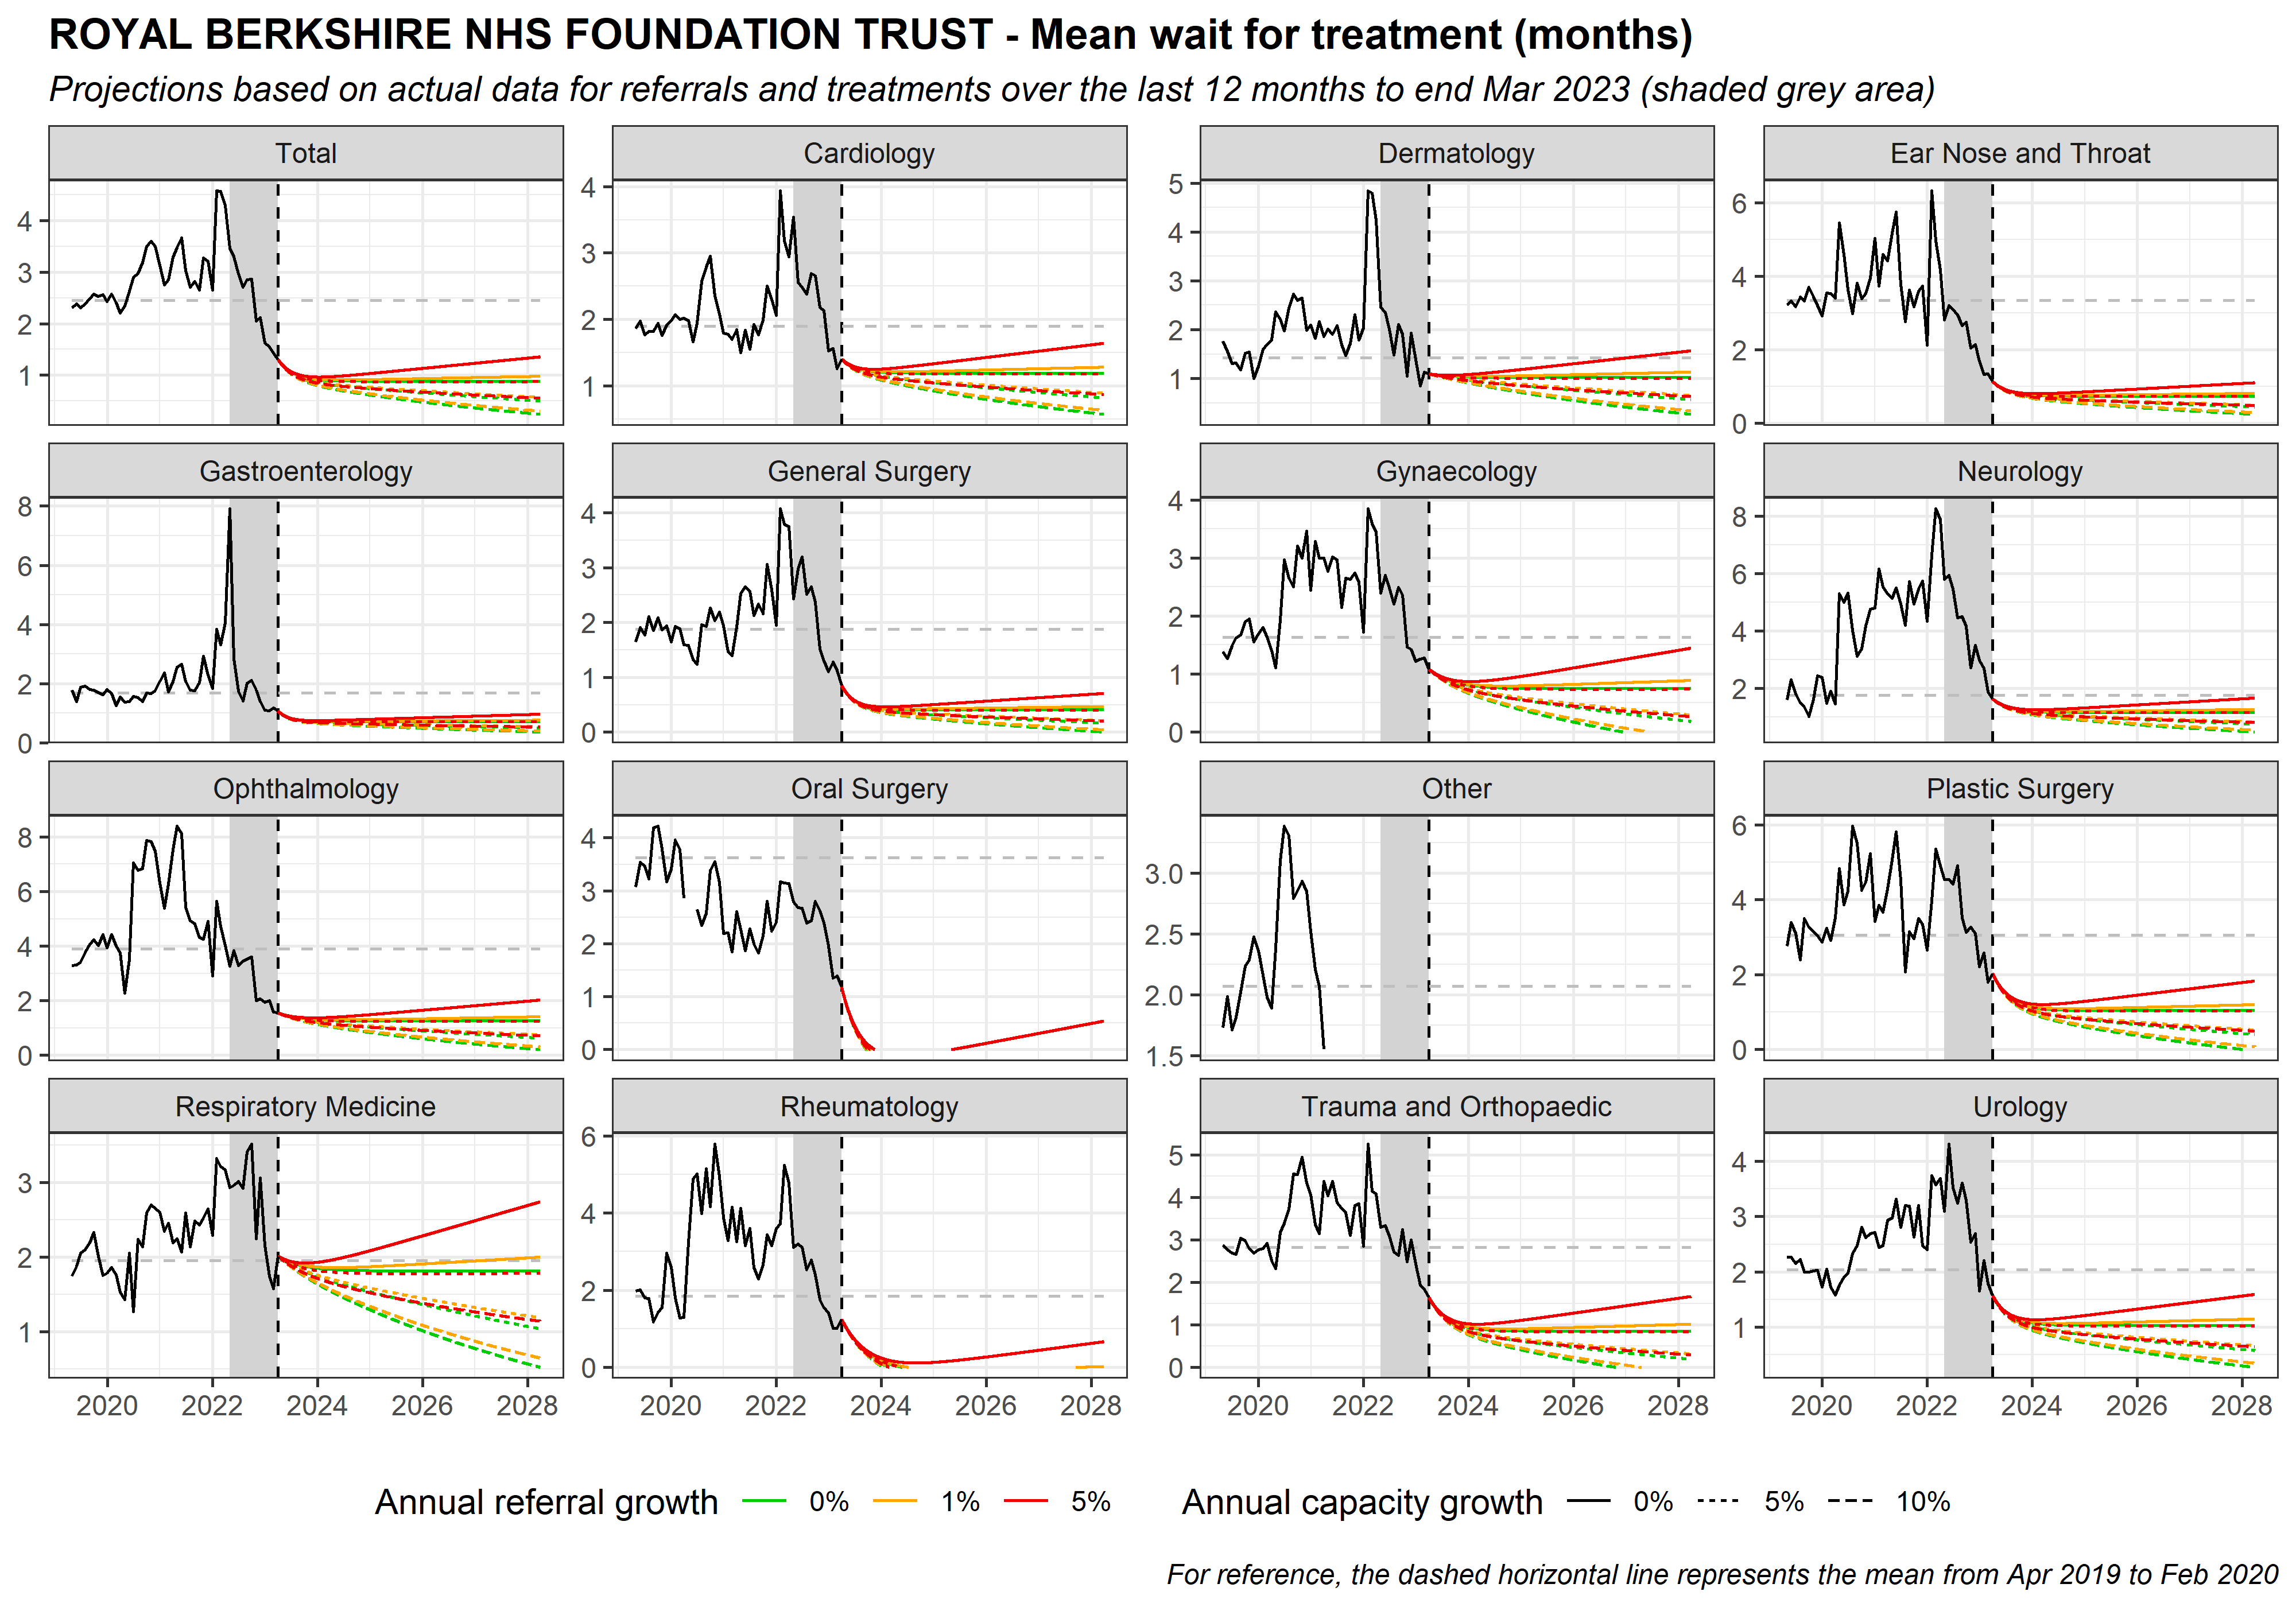 ROYAL BERKSHIRE NHS FOUNDATION TRUST - Mean wait for treatment (months)
Projections based on actual data for referrals and treatments over the last 12 months to end Mar 2023 (shaded grey area)
Total Cardiology Dermatology Ear Nose and Throat
4 3 2 1
4 3 2 1
5 4 3 2 1
6 4 2 0
Gastroenterology General Surgery Gynaecology Neurology
8 6 4 2 0
4 3 2 1 0
4 3 2 1 0
8 6 4 2
Ophthalmology Oral Surgery Other Plastic Surgery
8 6 4 2 0
4 3 2 1 0
3.0 2.5 2.0 1.5
6 4 2 0
Respiratory Medicine Rheumatology Trauma and Orthopaedic Urology
3 2 1
6 4 2 0
5 4 3 2 1 0
4 3 2 1
2020 2022 2024 2026 2028 2020 2022 2024 2026 2028 2020 2022 2024 2026 2028 2020 2022 2024 2026 2028
Annual referral growth 0% 1% 5% Annual capacity growth 0% 5% 10%
For reference, the dashed horizontal line represents the mean from Apr 2019 to Feb 2020